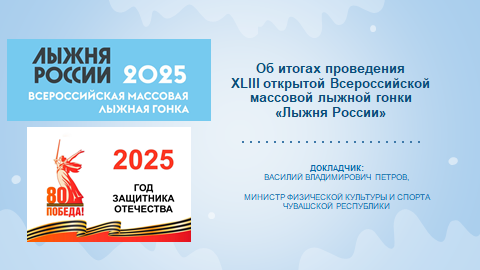 ЛЫЖНЯ
РОССИИ 2025
ВСЕРОССИЙСКАЯ МАССОВАЯ
ЛЫЖНАЯ ГОНКА
2025
ГОД
ЗАЩИТНИКА
ОТЕЧЕСТВА
80
ПОБЕДА!
Об итогах проведения
XLIII открытой Всероссийской
массовой лыжной гонки
«Лыжня России»
ДОКЛАДЧИК:
ВАСИЛИЙ ВЛАДИМИРОВИЧ ПЕТРОВ,
МИНИСТР ФИЗИЧЕСКОЙ КУЛЬТУРЫ И СПОРТА
ЧУВАШСКОЙ РЕСПУБЛИКИ